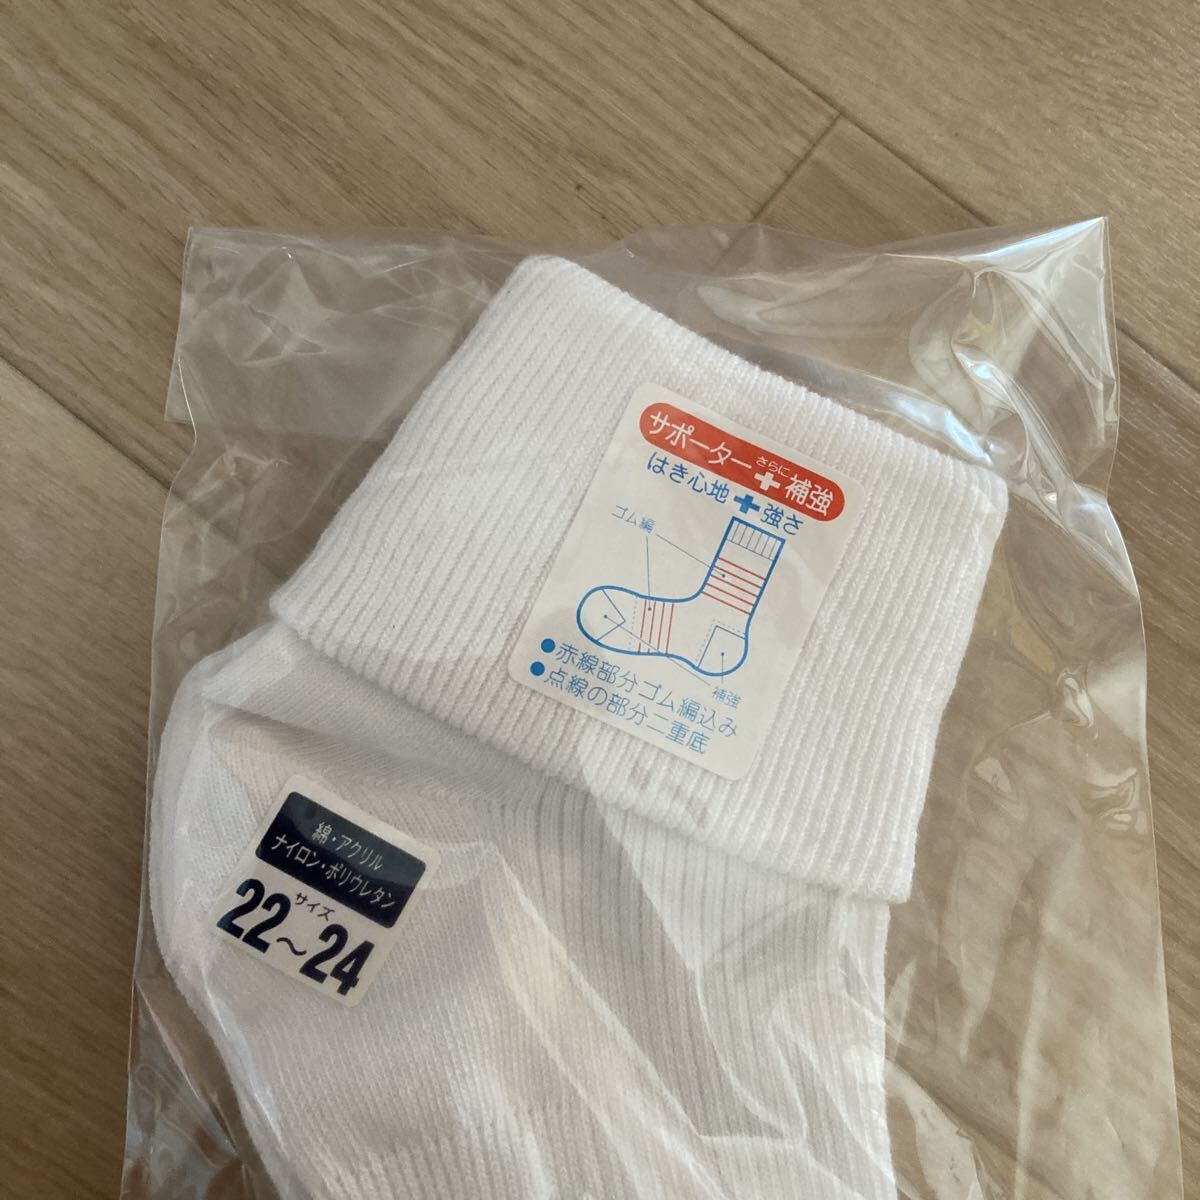 サポーター さらに + 補強
はき心地 + 強さ
ゴム編
補強
●赤線部分ゴム編込み
●点線の部分二重底
綿・アクリル
ナイロン・ポリウレタン
サイズ
22～24